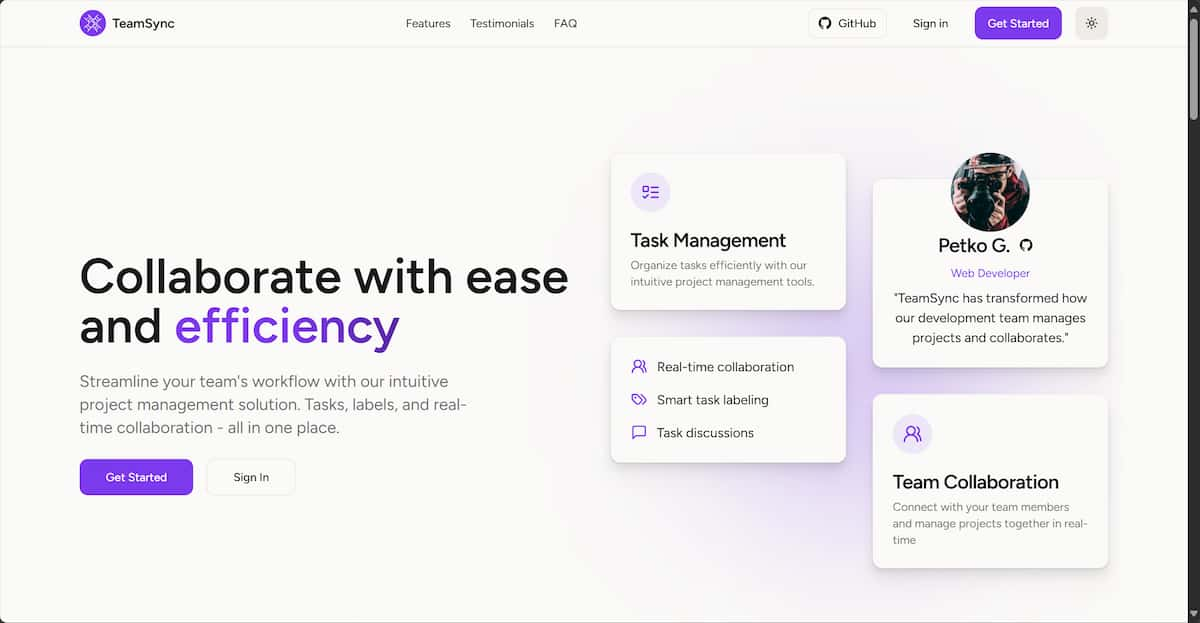 TeamSync
Features
Testimonials
FAQ
GitHub
Sign in
Get Started
Collaborate with ease
and efficiency
Streamline your team's workflow with our intuitive
project management solution. Tasks, labels, and real-
time collaboration - all in one place.
Get Started
Sign In
Task Management
Organize tasks efficiently with our
intuitive project management tools.
Real-time collaboration
Smart task labeling
Task discussions
Petko G.
Web Developer
"TeamSync has transformed how
our development team manages
projects and collaborates."
Team Collaboration
Connect with your team members
and manage projects together in real-
time